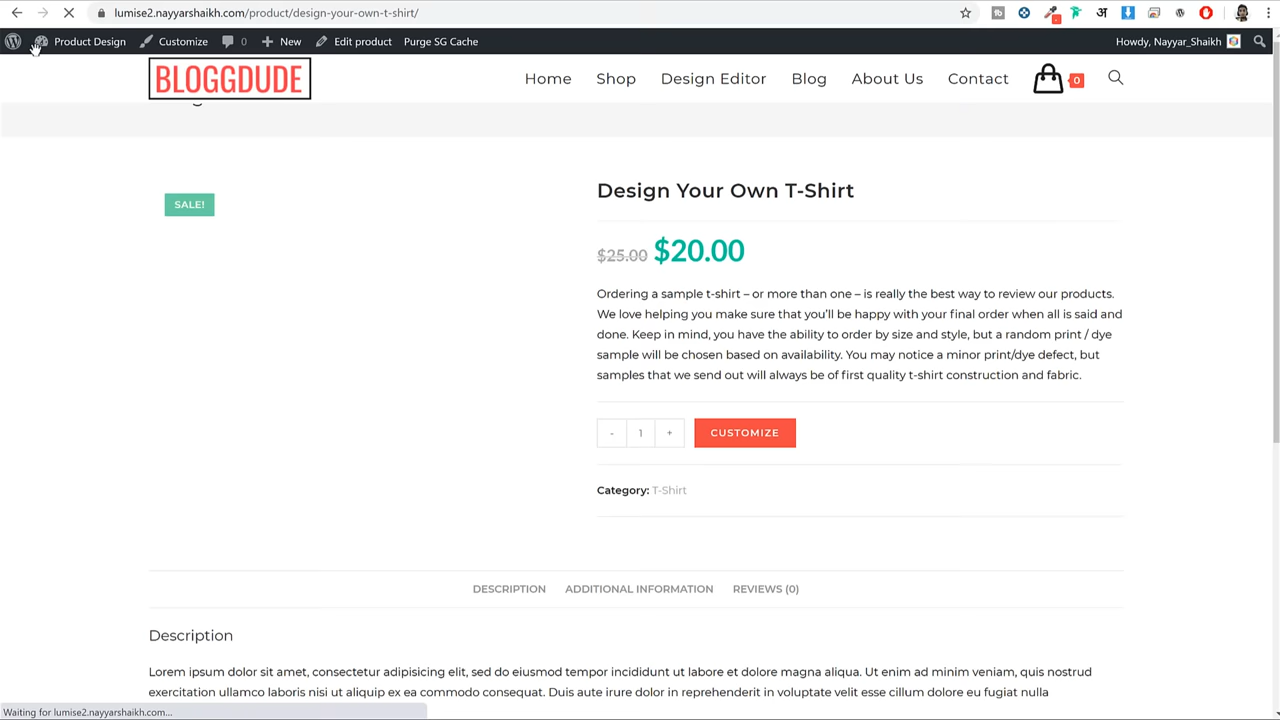 lumise2.nayyarshaikh.com/product/design-your-own-t-shirt/
Product Design Customize 0 New Edit product Purge SG Cache Howdy, Nayyar_Shaikh
BLOGGDUDE Home Shop Design Editor Blog About Us Contact 0
SALE!
Design Your Own T-Shirt
$25.00 $20.00
Ordering a sample t-shirt – or more than one – is really the best way to review our products.
We love helping you make sure that you'll be happy with your final order when all is said and
done. Keep in mind, you have the ability to order by size and style, but a random print / dye
sample will be chosen based on availability. You may notice a minor print/dye defect, but
samples that we send out will always be of first quality t-shirt construction and fabric.
- 1 + CUSTOMIZE
Category: T-Shirt
DESCRIPTION ADDITIONAL INFORMATION REVIEWS (0)
Description
Lorem ipsum dolor sit amet, consectetur adipisicing elit, sed do eiusmod tempor incididunt ut labore et dolore magna aliqua. Ut enim ad minim veniam, quis nostrud
exercitation ullamco laboris nisi ut aliquip ex ea commodo consequat. Duis aute irure dolor in reprehenderit in voluptate velit esse cillum dolore eu fugiat nulla
Waiting for lumise2.nayyarshaikh.com...